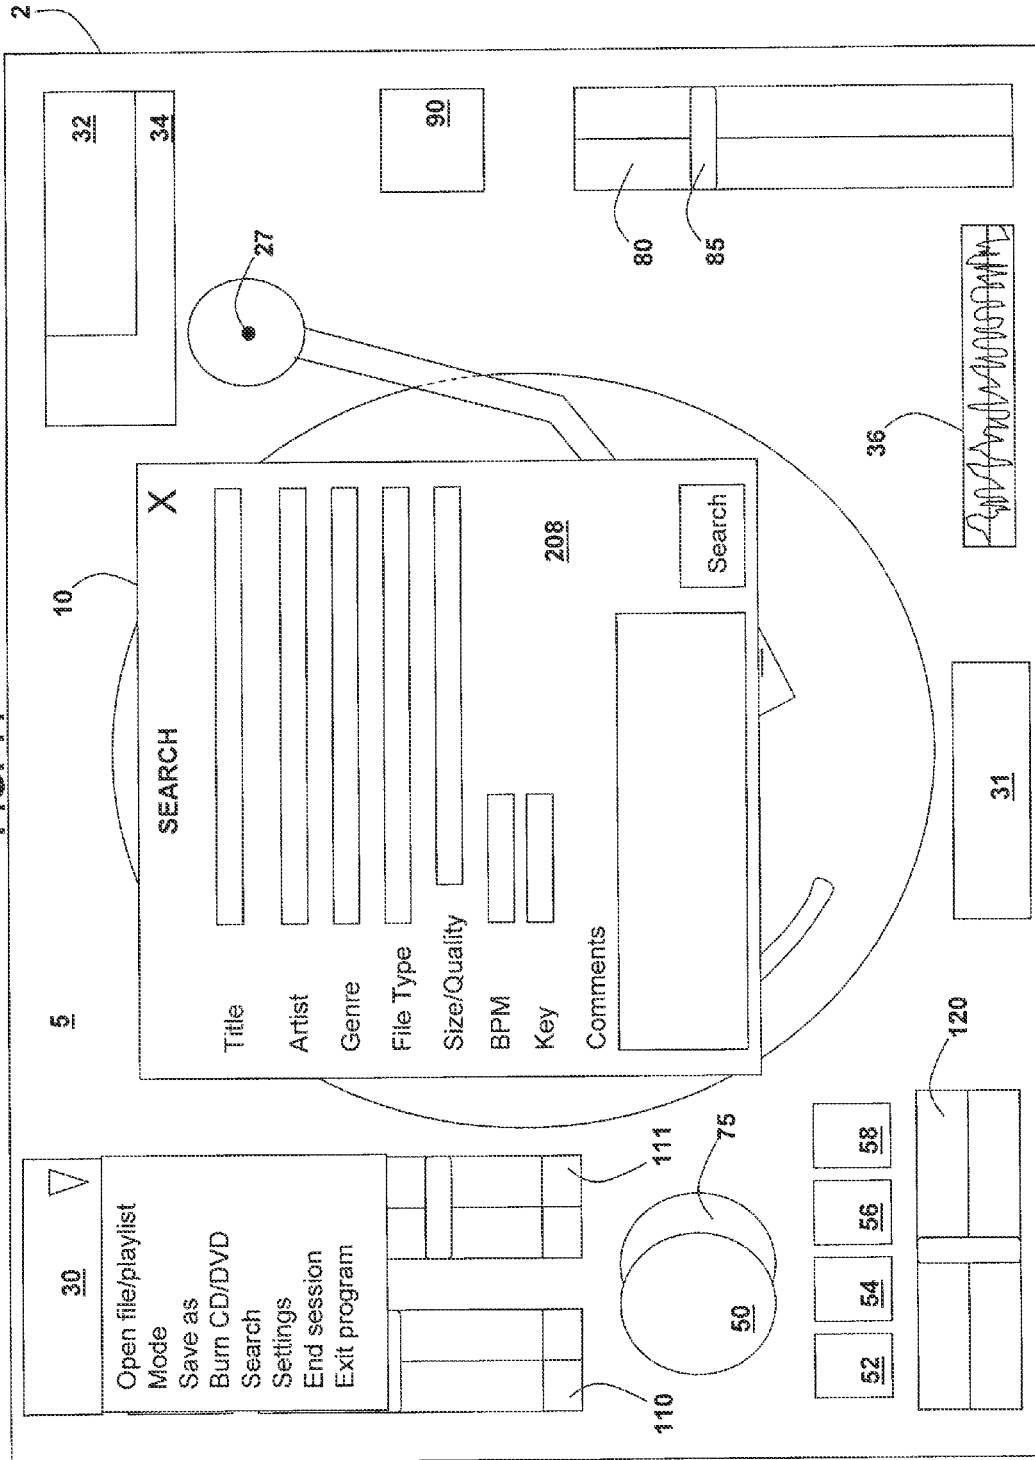 2
5
10
30
Open file/playlist
Mode
Save as
Burn CD/DVD
Search
Settings
End session
Exit program
32
34
27
90
80
85
SEARCH
X
Title
Artist
Genre
File Type
Size/Quality
BPM
Key
Comments
208
Search
110
111
50
75
52
54
56
58
120
31
36